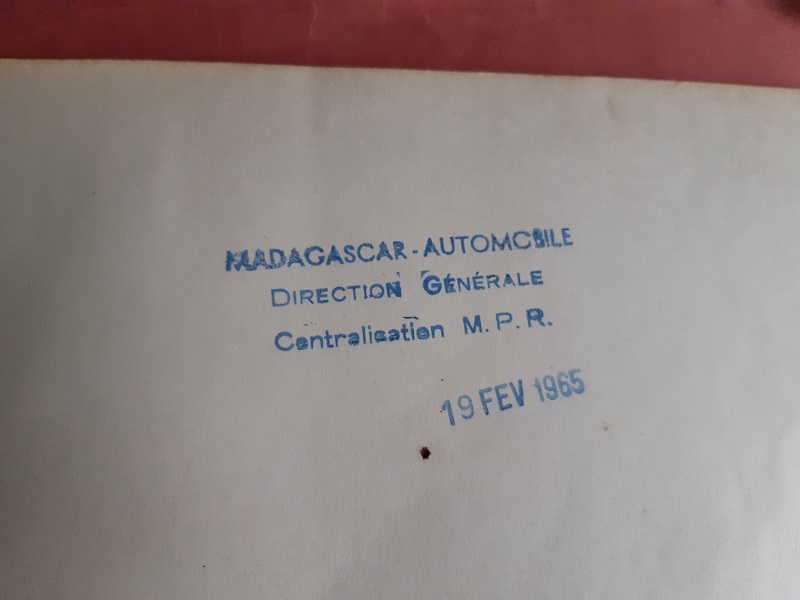 MADAGASCAR-AUTOMOBILE
DIRECTION GÉNÉRALE
Centralisation M. P. R.
19 FEV 1965